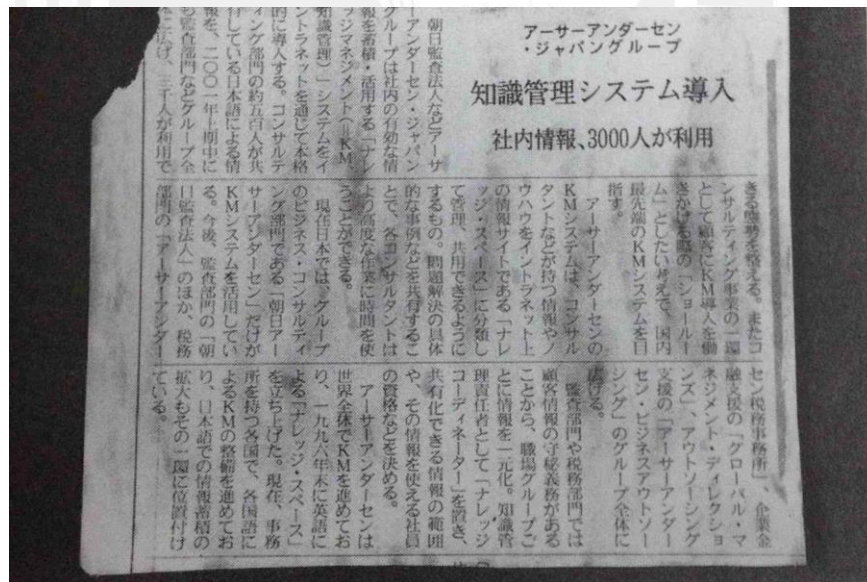 アーサーアンダーセン
・ジャパングループ
知識管理システム導入
社内情報、3000人が利用
朝日監査法人などアーサ
ーアンダーセン・ジャパン
グループは社内の有効な情
報を蓄積・活用する「ナレ
ッジマネジメント(=KM、
知識管理)」システムをイ
ントラネットを通じて本格
的に導入する。コンサルテ
ィング部門の約五百人が共
有している日本語による情
報を、二〇〇一年上期中に
も監査部門などグループ全
体に広げ、三千人が利用で
きる態勢を整える。またコ
ンサルティング事業の一環
として顧客にKM導入を働
きかける際の「ショールー
ム」としたい考えで、国内
最先端のKMシステムを目
指す。
アーサーアンダーセンの
KMシステムは、コンサル
タントなどが持つ情報やノ
ウハウをイントラネット上
の情報サイトである「ナレ
ッジ・スペース」に分類し
て管理、共用できるように
するもの。問題解決の具体
的な事例などを共有するこ
とで、各コンサルタントは
より高度な作業に時間を使
うことができる。
現在日本では、グループ
のビジネス・コンサルティ
ング部門である「朝日アー
サーアンダーセン」だけが
KMシステムを活用してい
る。今後、監査部門の「朝
日監査法人」のほか、税務
部門の「アーサーアンダー
セン税務事務所」、企業金
融支援の「グローバル・マ
ネジメント・ディレクショ
ンズ」、アウトソーシング
支援の「アーサーアンダー
セン・ビジネスアウトソー
シング」のグループ全体に
広げる。
監査部門や税務部門では
顧客情報の守秘義務がある
ことから、職場グループご
とに情報を一元化。知識管
理責任者として「ナレッジ
コーディネーター」を置き、
共有化できる情報の範囲
や、その情報を使える社員
の資格などを決める。
アーサーアンダーセンは
世界全体でKMを進めてお
り、一九九六年末に英語に
よる「ナレッジ・スペース」
を立ち上げた。現在、事務
所を持つ各国で、各国語に
よるKMの整備を進めてお
り、日本語での情報蓄積の
拡大もその一環に位置付け
ている。